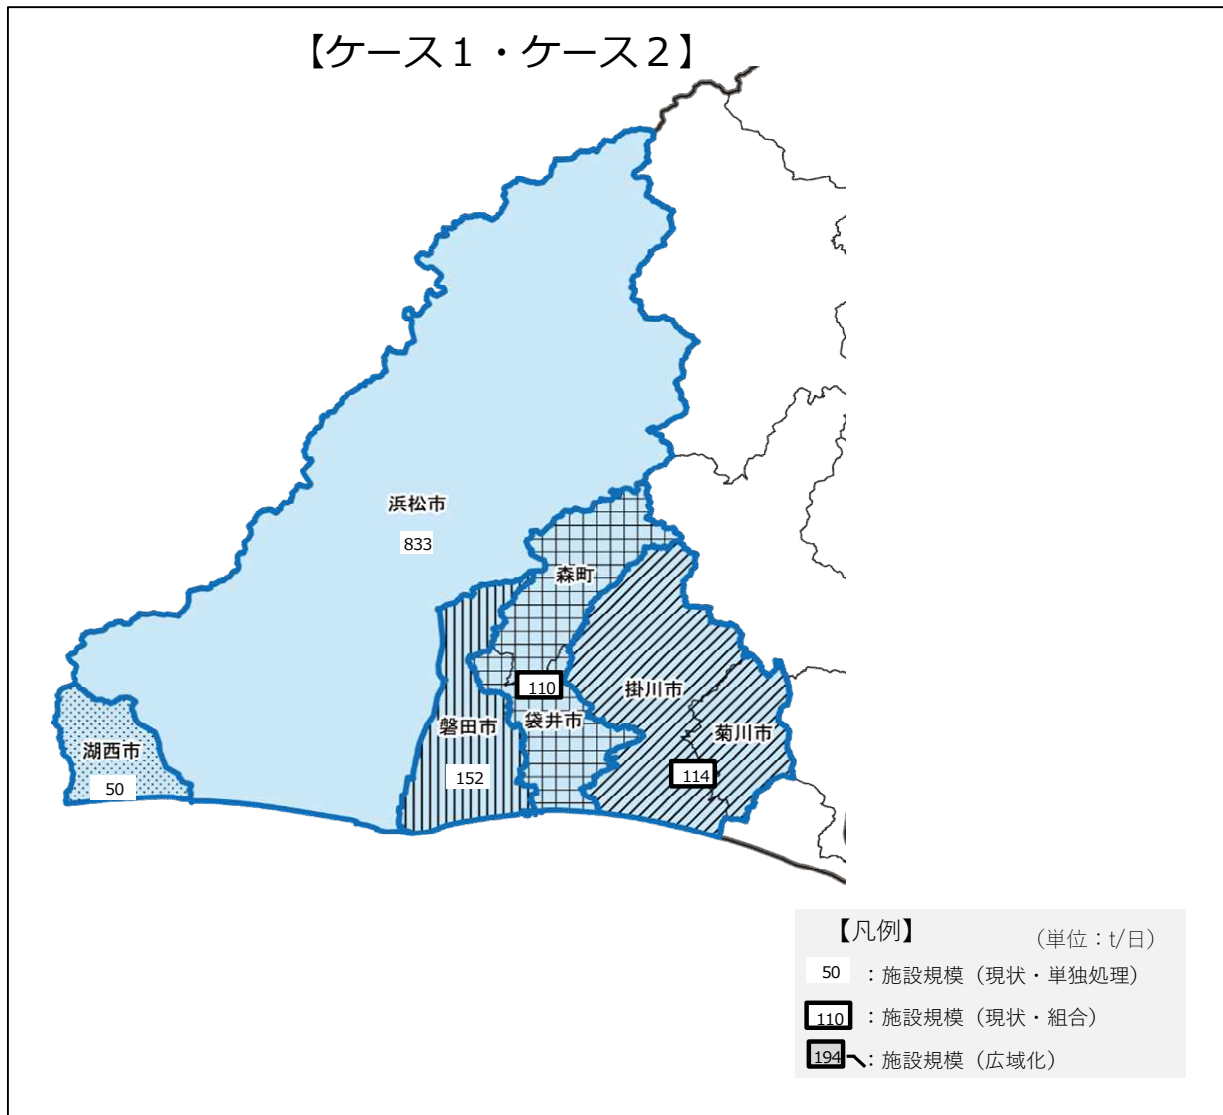 【ケース１・ケース２】
浜松市
833
森町
110
掛川市
袋井市
磐田市
菊川市
湖西市
152
114
50
【凡例】
（単位：t/日）
50 ：施設規模（現状・単独処理）
110 ：施設規模（現状・組合）
194 ：施設規模（広域化）